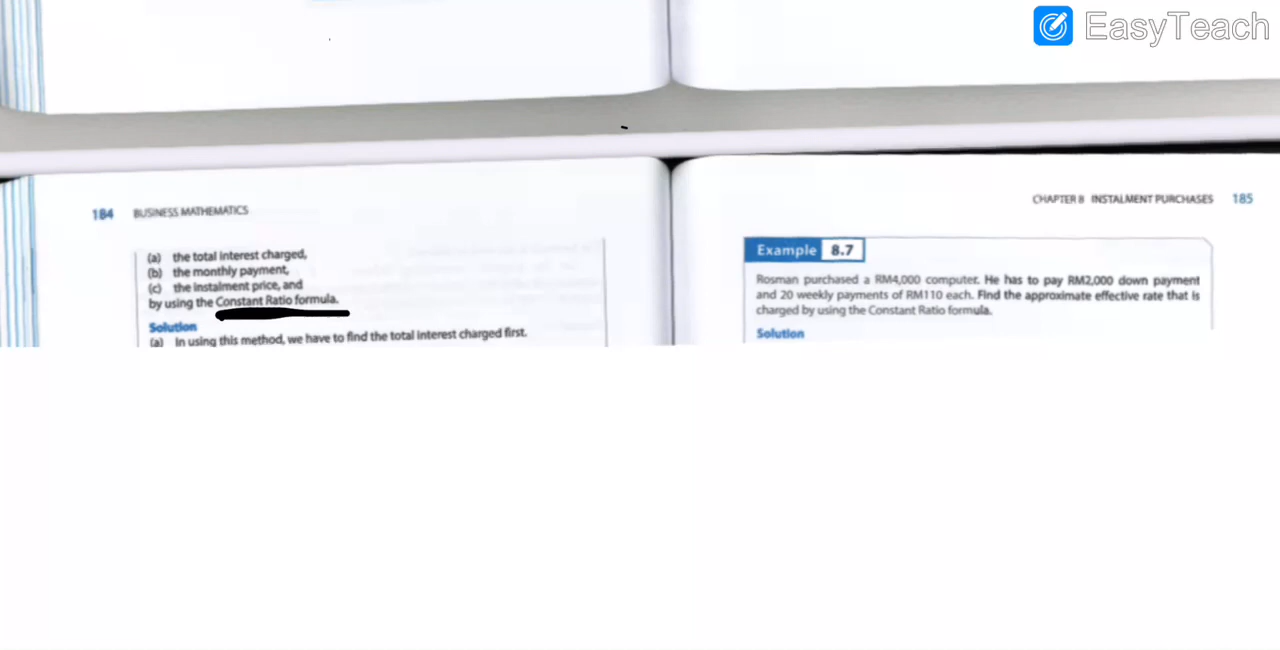 EasyTeach
184 BUSINESS MATHEMATICS
(a) the total interest charged,
(b) the monthly payment,
(c) the instalment price, and
by using the Constant Ratio formula.
Solution
(a) In using this method, we have to find the total interest charged first.
CHAPTER 8 INSTALMENT PURCHASES 185
Example 8.7
Rosman purchased a RM4,000 computer. He has to pay RM2,000 down payment
and 20 weekly payments of RM110 each. Find the approximate effective rate that is
charged by using the Constant Ratio formula.
Solution